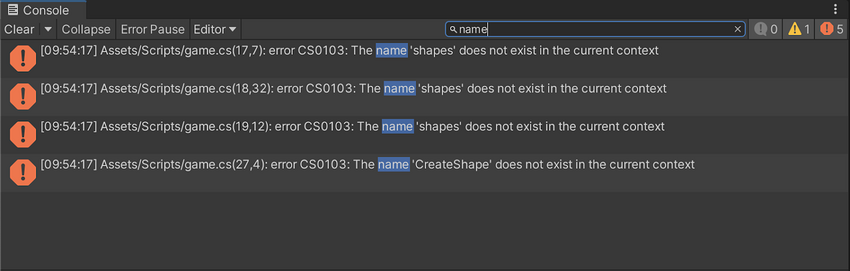 Console
Clear Collapse Error Pause Editor name 0 1 5
[09:54:17] Assets/Scripts/game.cs(17,7): error CS0103: The name 'shapes' does not exist in the current context
[09:54:17] Assets/Scripts/game.cs(18,32): error CS0103: The name 'shapes' does not exist in the current context
[09:54:17] Assets/Scripts/game.cs(19,12): error CS0103: The name 'shapes' does not exist in the current context
[09:54:17] Assets/Scripts/game.cs(27,4): error CS0103: The name 'CreateShape' does not exist in the current context